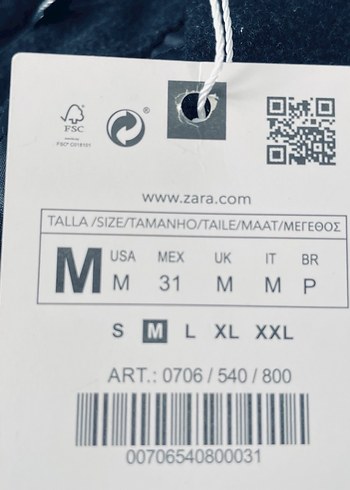 FSC
®
www.zara.com
TALLA /SIZE/TAMANHO/TAILE/MAAT/ΜΕΓΕΘΟΣ
M
USA MEX UK IT BR
M 31 M M P
S M L XL XXL
ART.: 0706 / 540 / 800
00706540800031